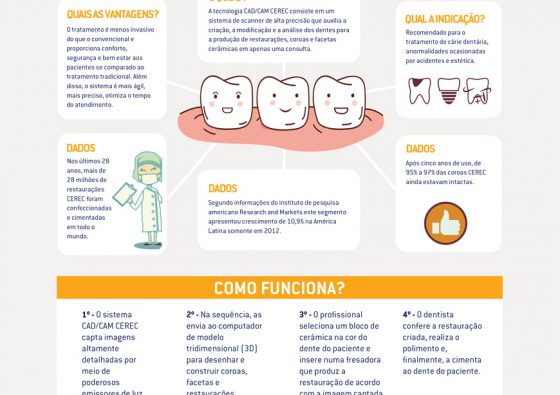 QUAIS AS VANTAGENS?
O tratamento é menos invasivo
do que o convencional e
proporciona conforto,
segurança e bem estar aos
pacientes se comparado ao
tratamento tradicional. Além
disso, o sistema é mais ágil,
mais preciso, otimiza o tempo
do atendimento.
A tecnologia CAD/CAM CEREC consiste em um
sistema de scanner de alta precisão que auxilia a
criação, a modificação e a análise dos dentes para
a produção de restaurações, coroas e facetas
cerâmicas em apenas uma consulta.
QUAL A INDICAÇÃO?
Recomendado para o
tratamento de cárie dentária,
anormalidades ocasionadas
por acidentes e estética.
DADOS
Nos últimos 28
anos, mais de
28 milhões de
restaurações
CEREC foram
confeccionadas
e cimentadas
em todo o
mundo.
DADOS
Segundo informações do instituto de pesquisa
americano Research and Markets este segmento
apresentou crescimento de 10,9% na América
Latina somente em 2012.
DADOS
Após cinco anos de uso, de
95% a 97% das coroas CEREC
ainda estavam intactas.
COMO FUNCIONA?
1º - O sistema
CAD/CAM CEREC
capta imagens
altamente
detalhadas por
meio de
poderosos
emissores de luz
2º - Na sequência, as
envia ao computador
de modelo
tridimensional (3D)
para desenhar e
construir coroas,
facetas e
restaurações
3º - O profissional
seleciona um bloco de
cerâmica na cor do
dente do paciente e
insere numa fresadora
que produz a
restauração de acordo
com a imagem captada
4º - O dentista
confere a restauração
criada, realiza o
polimento e,
finalmente, a cimenta
ao dente do paciente.